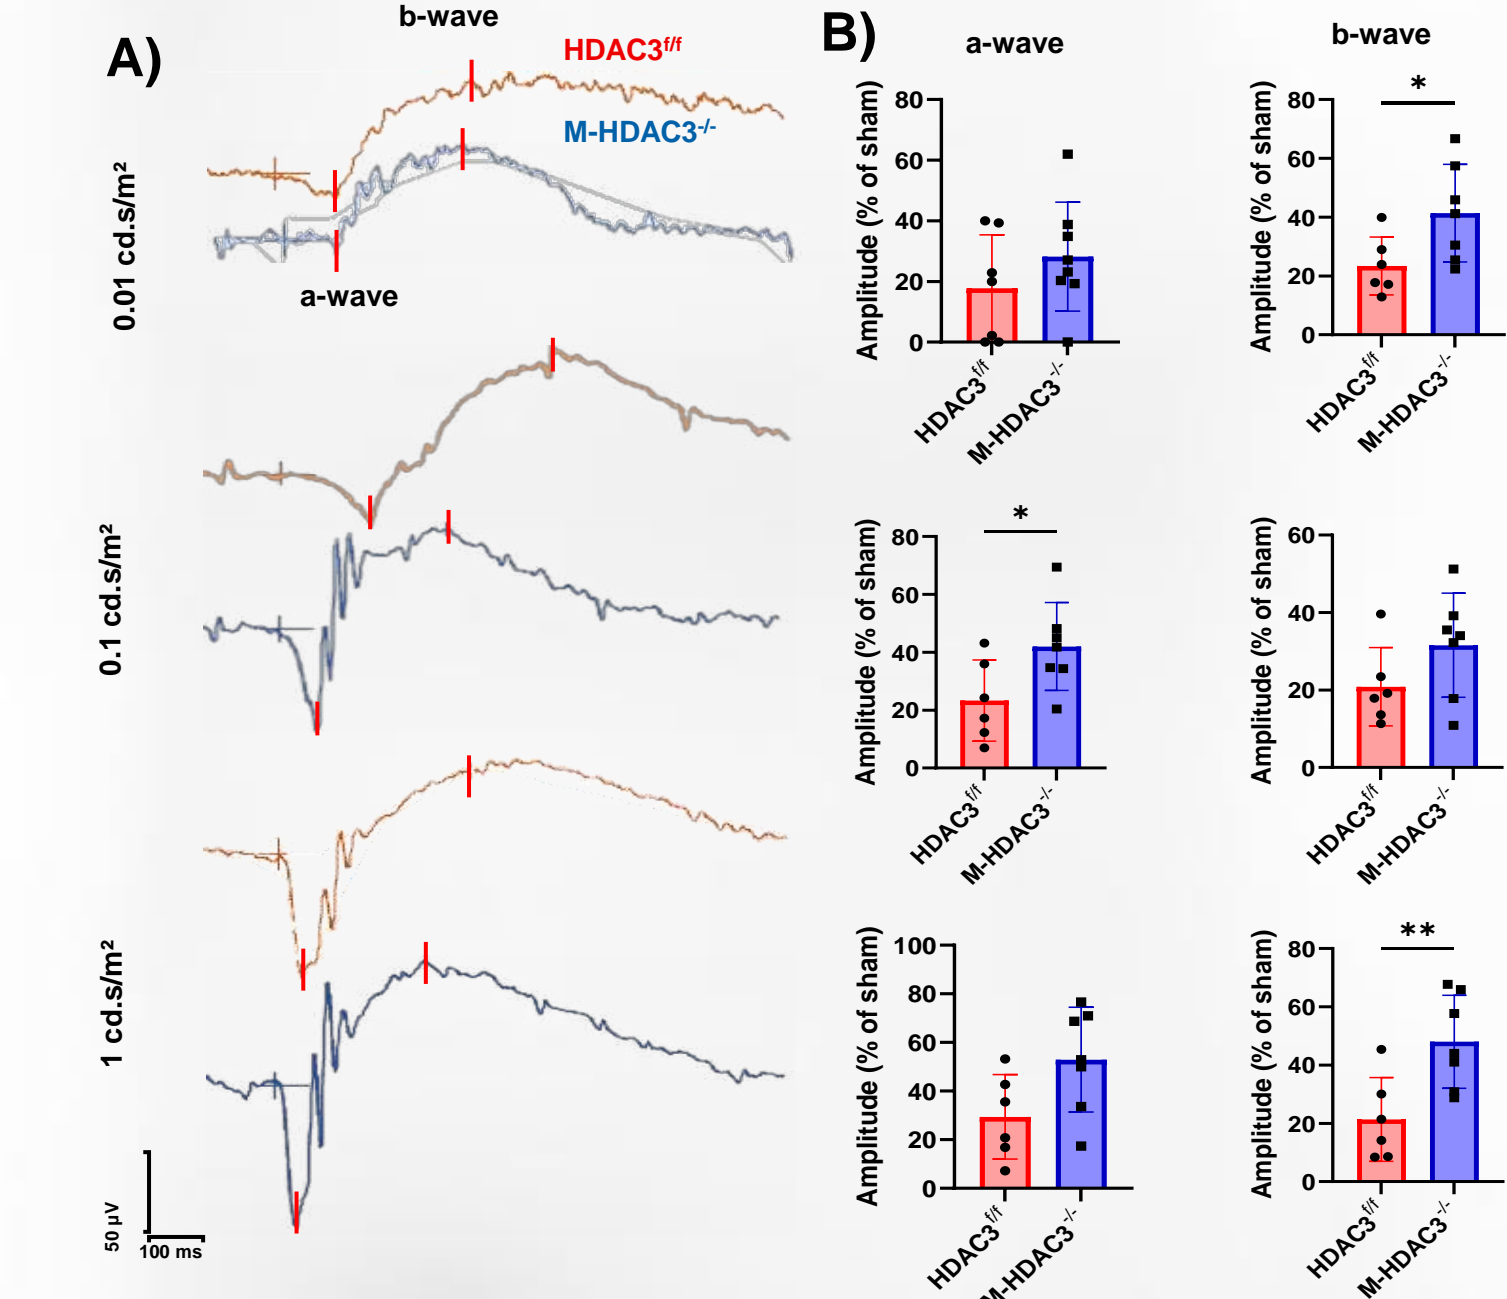 A)
b-wave
HDAC3f/f
M-HDAC3-/-
0.01 cd.s/m²
a-wave
0.1 cd.s/m²
1 cd.s/m²
50 µV
100 ms
B)
a-wave
b-wave
Amplitude (% of sham)
80
60
40
20
0
HDAC3f/f
M-HDAC3-/-
*
Amplitude (% of sham)
80
60
40
20
0
HDAC3f/f
M-HDAC3-/-
*
Amplitude (% of sham)
80
60
40
20
0
HDAC3f/f
M-HDAC3-/-
Amplitude (% of sham)
60
40
20
0
HDAC3f/f
M-HDAC3-/-
Amplitude (% of sham)
100
80
60
40
20
0
HDAC3f/f
M-HDAC3-/-
**
Amplitude (% of sham)
80
60
40
20
0
HDAC3f/f
M-HDAC3-/-